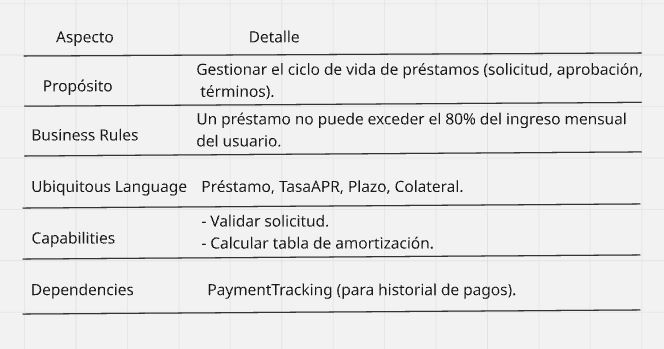 Aspecto Detalle
Propósito
Gestionar el ciclo de vida de préstamos (solicitud, aprobación,
términos).
Business Rules
Un préstamo no puede exceder el 80% del ingreso mensual
del usuario.
Ubiquitous Language Préstamo, TasaAPR, Plazo, Colateral.
Capabilities
- Validar solicitud.
- Calcular tabla de amortización.
Dependencies PaymentTracking (para historial de pagos).